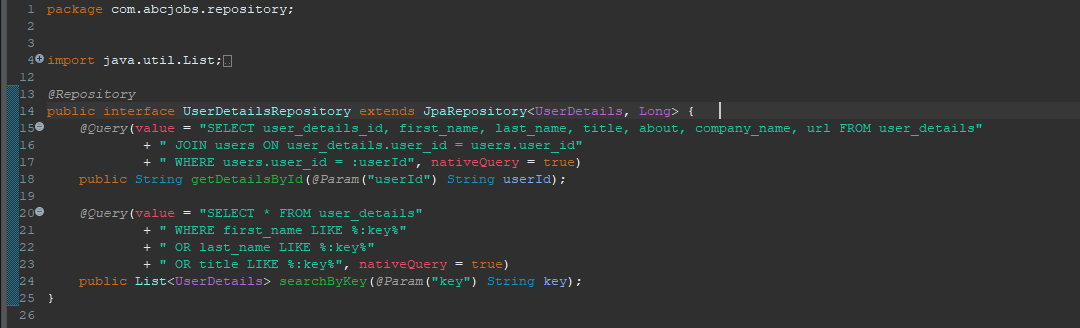 1 package com.abcjobs.repository;
2
3
4 import java.util.List;
12
13 @Repository
14 public interface UserDetailsRepository extends JpaRepository<UserDetails, Long> {
15     @Query(value = "SELECT user_details_id, first_name, last_name, title, about, company_name, url FROM user_details"
16             + " JOIN users ON user_details.user_id = users.user_id"
17             + " WHERE users.user_id = :userId", nativeQuery = true)
18     public String getDetailsById(@Param("userId") String userId);
19
20     @Query(value = "SELECT * FROM user_details"
21             + " WHERE first_name LIKE %:key%"
22             + " OR last_name LIKE %:key%"
23             + " OR title LIKE %:key%", nativeQuery = true)
24     public List<UserDetails> searchByKey(@Param("key") String key);
25 }
26